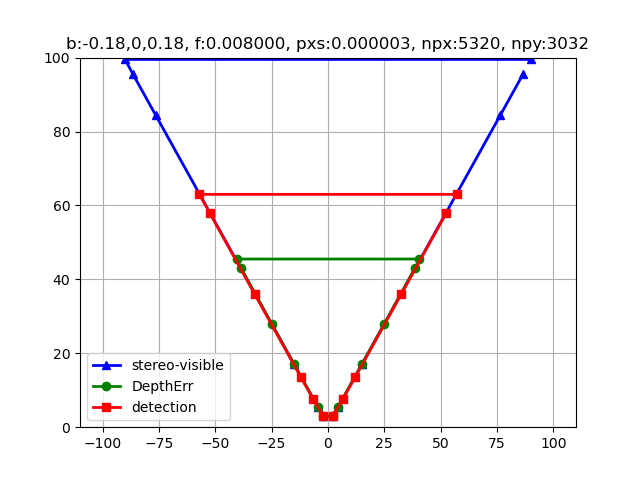 b:-0.18,0,0.18, f:0.008000, pxs:0.000003, npx:5320, npy:3032
100
80
60
40
20
0
stereo-visible
DepthErr
detection
−100 −75 −50 −25 0 25 50 75 100